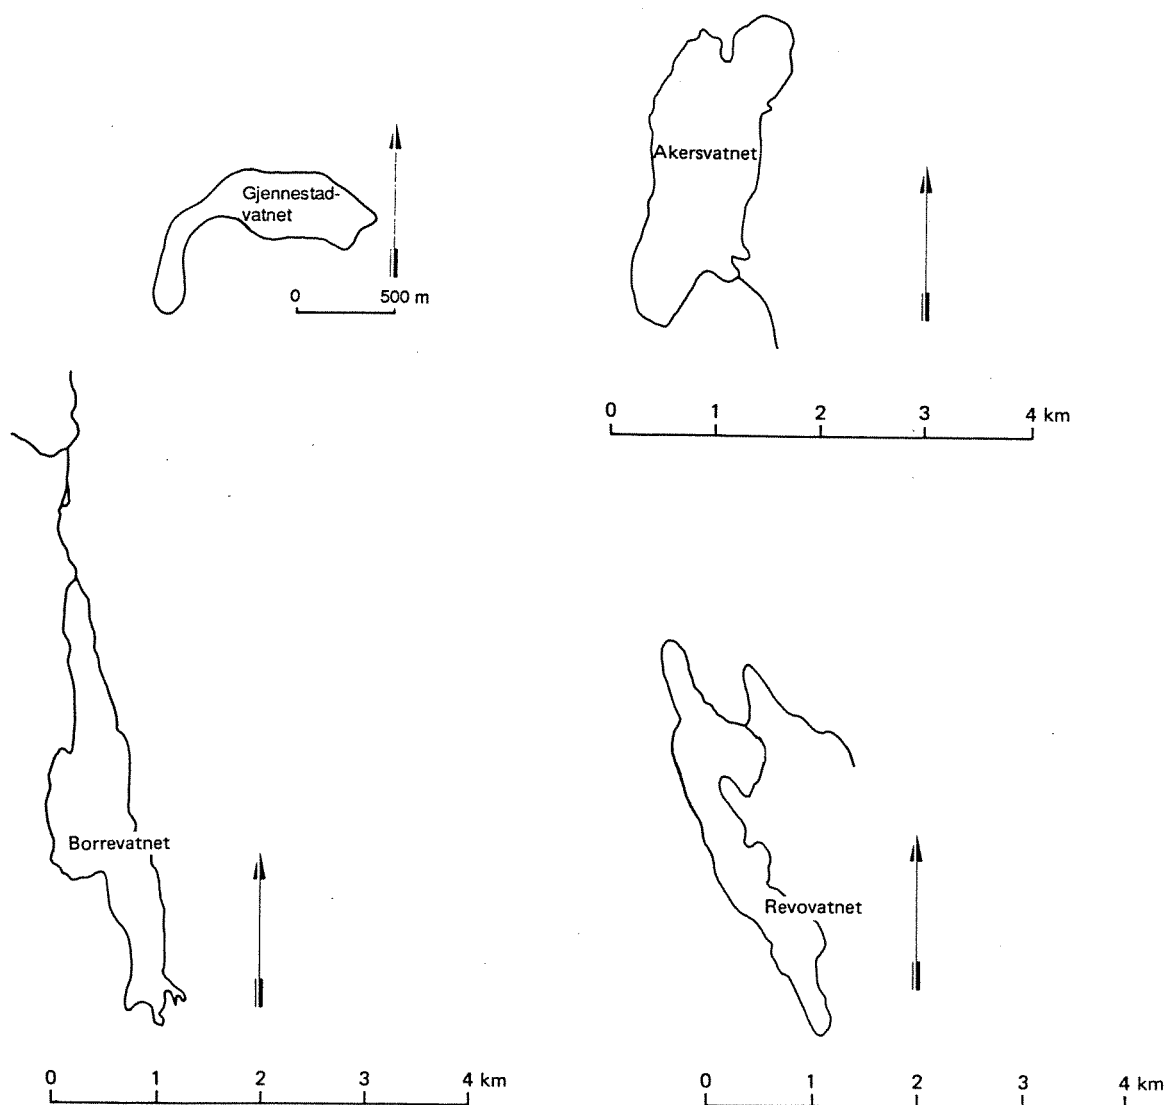 Gjennestad-
vatnet
0 500 m
Akersvatnet
0 1 2 3 4 km
Borrevatnet
0 1 2 3 4 km
Revovatnet
0 1 2 3 4 km